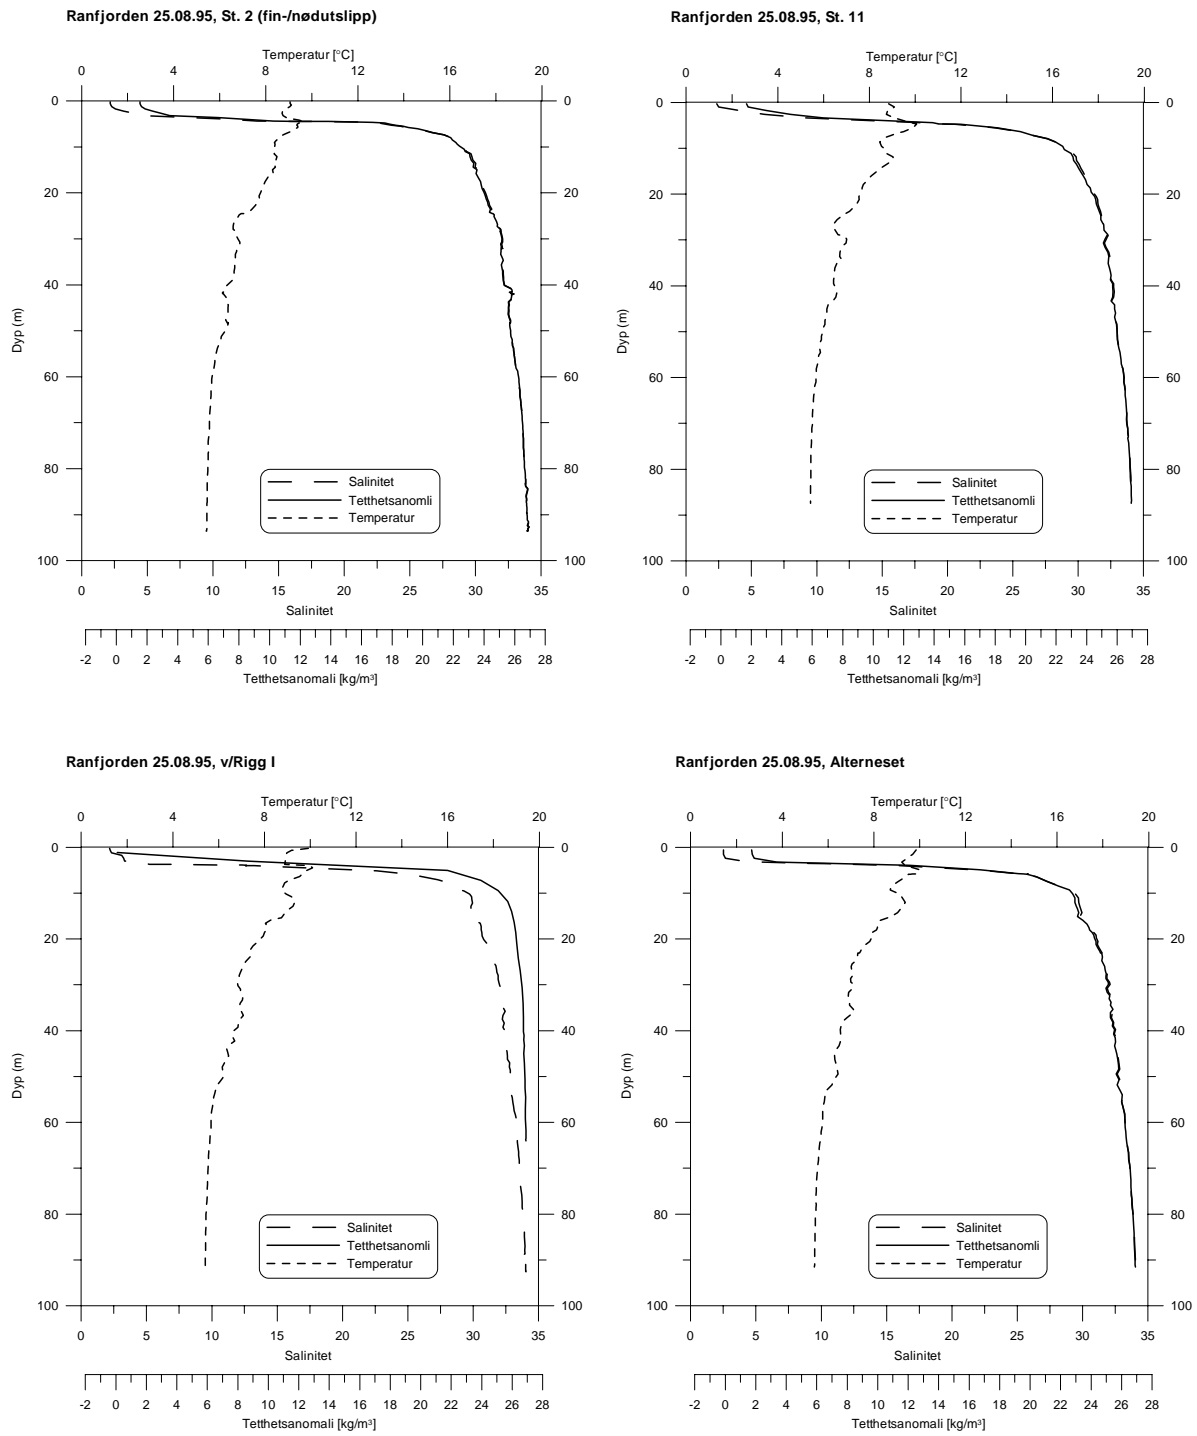 Ranfjorden 25.08.95, St. 2 (fin-/nødutslipp)
Temperatur [°C]
0 4 8 12 16 20
0 20 40 60 80 100
Dyp (m)
0 20 40 60 80 100
Salinitet
Tetthetsanomli
Temperatur
0 5 10 15 20 25 30 35
Salinitet
-2 0 2 4 6 8 10 12 14 16 18 20 22 24 26 28
Tetthetsanomali [kg/m³]
Ranfjorden 25.08.95, St. 11
Temperatur [°C]
0 4 8 12 16 20
0 20 40 60 80 100
Dyp (m)
0 20 40 60 80 100
Salinitet
Tetthetsanomli
Temperatur
0 5 10 15 20 25 30 35
Salinitet
-2 0 2 4 6 8 10 12 14 16 18 20 22 24 26 28
Tetthetsanomali [kg/m³]
Ranfjorden 25.08.95, v/Rigg I
Temperatur [°C]
0 4 8 12 16 20
0 20 40 60 80 100
Dyp (m)
0 20 40 60 80 100
Salinitet
Tetthetsanomli
Temperatur
0 5 10 15 20 25 30 35
Salinitet
-2 0 2 4 6 8 10 12 14 16 18 20 22 24 26 28
Tetthetsanomali [kg/m³]
Ranfjorden 25.08.95, Alterneset
Temperatur [°C]
0 4 8 12 16 20
0 20 40 60 80 100
Dyp (m)
0 20 40 60 80 100
Salinitet
Tetthetsanomli
Temperatur
0 5 10 15 20 25 30 35
Salinitet
-2 0 2 4 6 8 10 12 14 16 18 20 22 24 26 28
Tetthetsanomali [kg/m³]